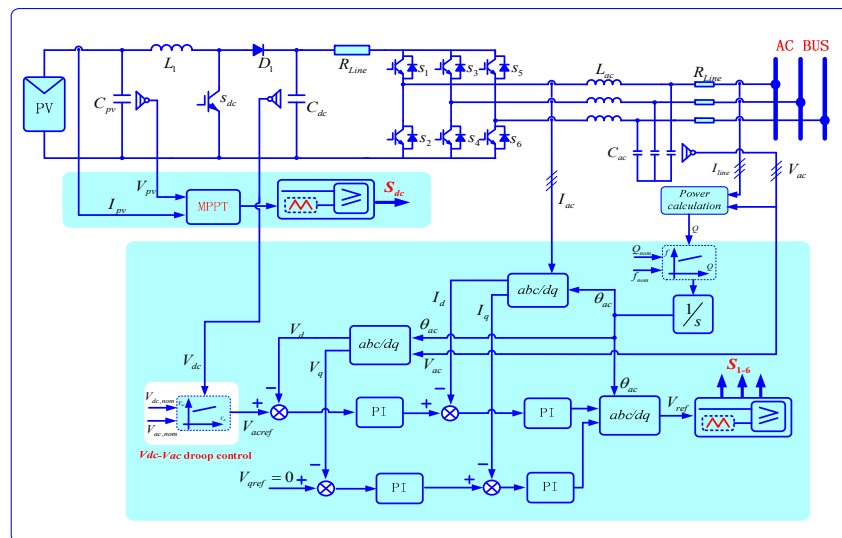 AC BUS
L1
D1
RLine
S1
S3
S5
Lac
RLine
PV
Cpv
sdc
Cdc
S2
S4
S6
Cac
Iline
Vac
Vpv
Ipv
MPPT
Sdc
≥
Iac
Power
calculation
Q
Qnom
fnom
f
Q
1/s
abc/dq
θac
Id
Iq
Vd
θac
abc/dq
Vq
Vac
Vdc
θac
S1-6
Vdc,nom
Vac,nom
Vacref
PI
PI
abc/dq
Vref
≥
Vdc-Vac droop control
Vqref = 0
PI
PI